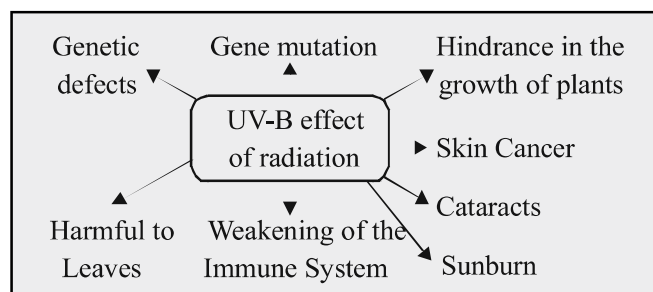 Genetic
defects
Gene mutation
Hindrance in the
growth of plants
UV-B effect
of radiation
Skin Cancer
Cataracts
Sunburn
Weakening of the
Immune System
Harmful to
Leaves